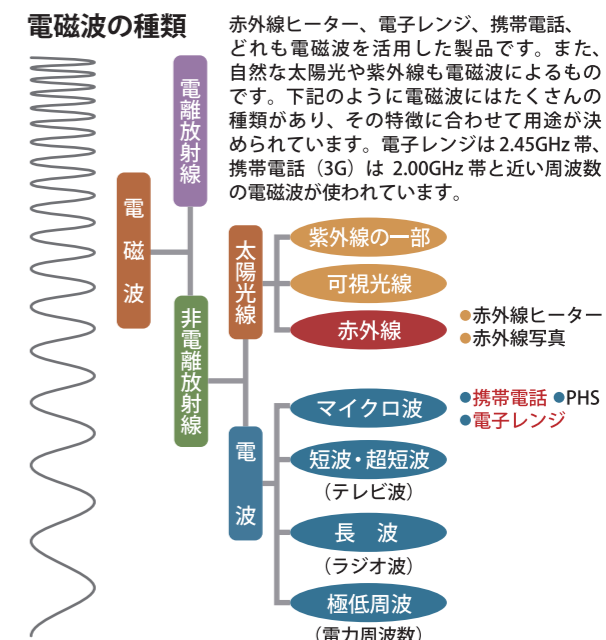 電磁波の種類
赤外線ヒーター、電子レンジ、携帯電話、
どれも電磁波を活用した製品です。また、
自然な太陽光や紫外線も電磁波によるもの
です。下記のように電磁波にはたくさんの
種類があり、その特徴に合わせて用途が決
められています。電子レンジは 2.45GHz 帯、
携帯電話（3G）は 2.00GHz 帯と近い周波数
の電磁波が使われています。
電磁波
電離放射線
非電離放射線
太陽光線
紫外線の一部
可視光線
赤外線
●赤外線ヒーター
●赤外線写真
電波
マイクロ波
●携帯電話 ●PHS
●電子レンジ
短波・超短波
（テレビ波）
長　波
（ラジオ波）
極低周波
（電力周波数）